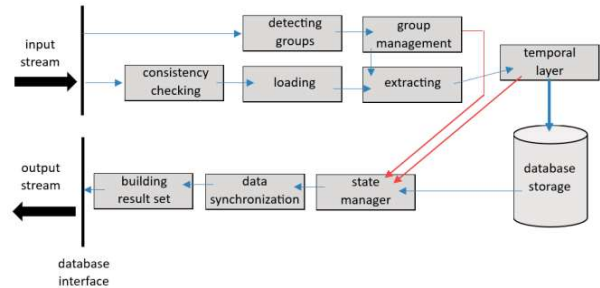 input
stream
detecting
groups
group
management
temporal
layer
consistency
checking
loading
extracting
output
stream
building
result set
data
synchronization
state
manager
database
storage
database
interface